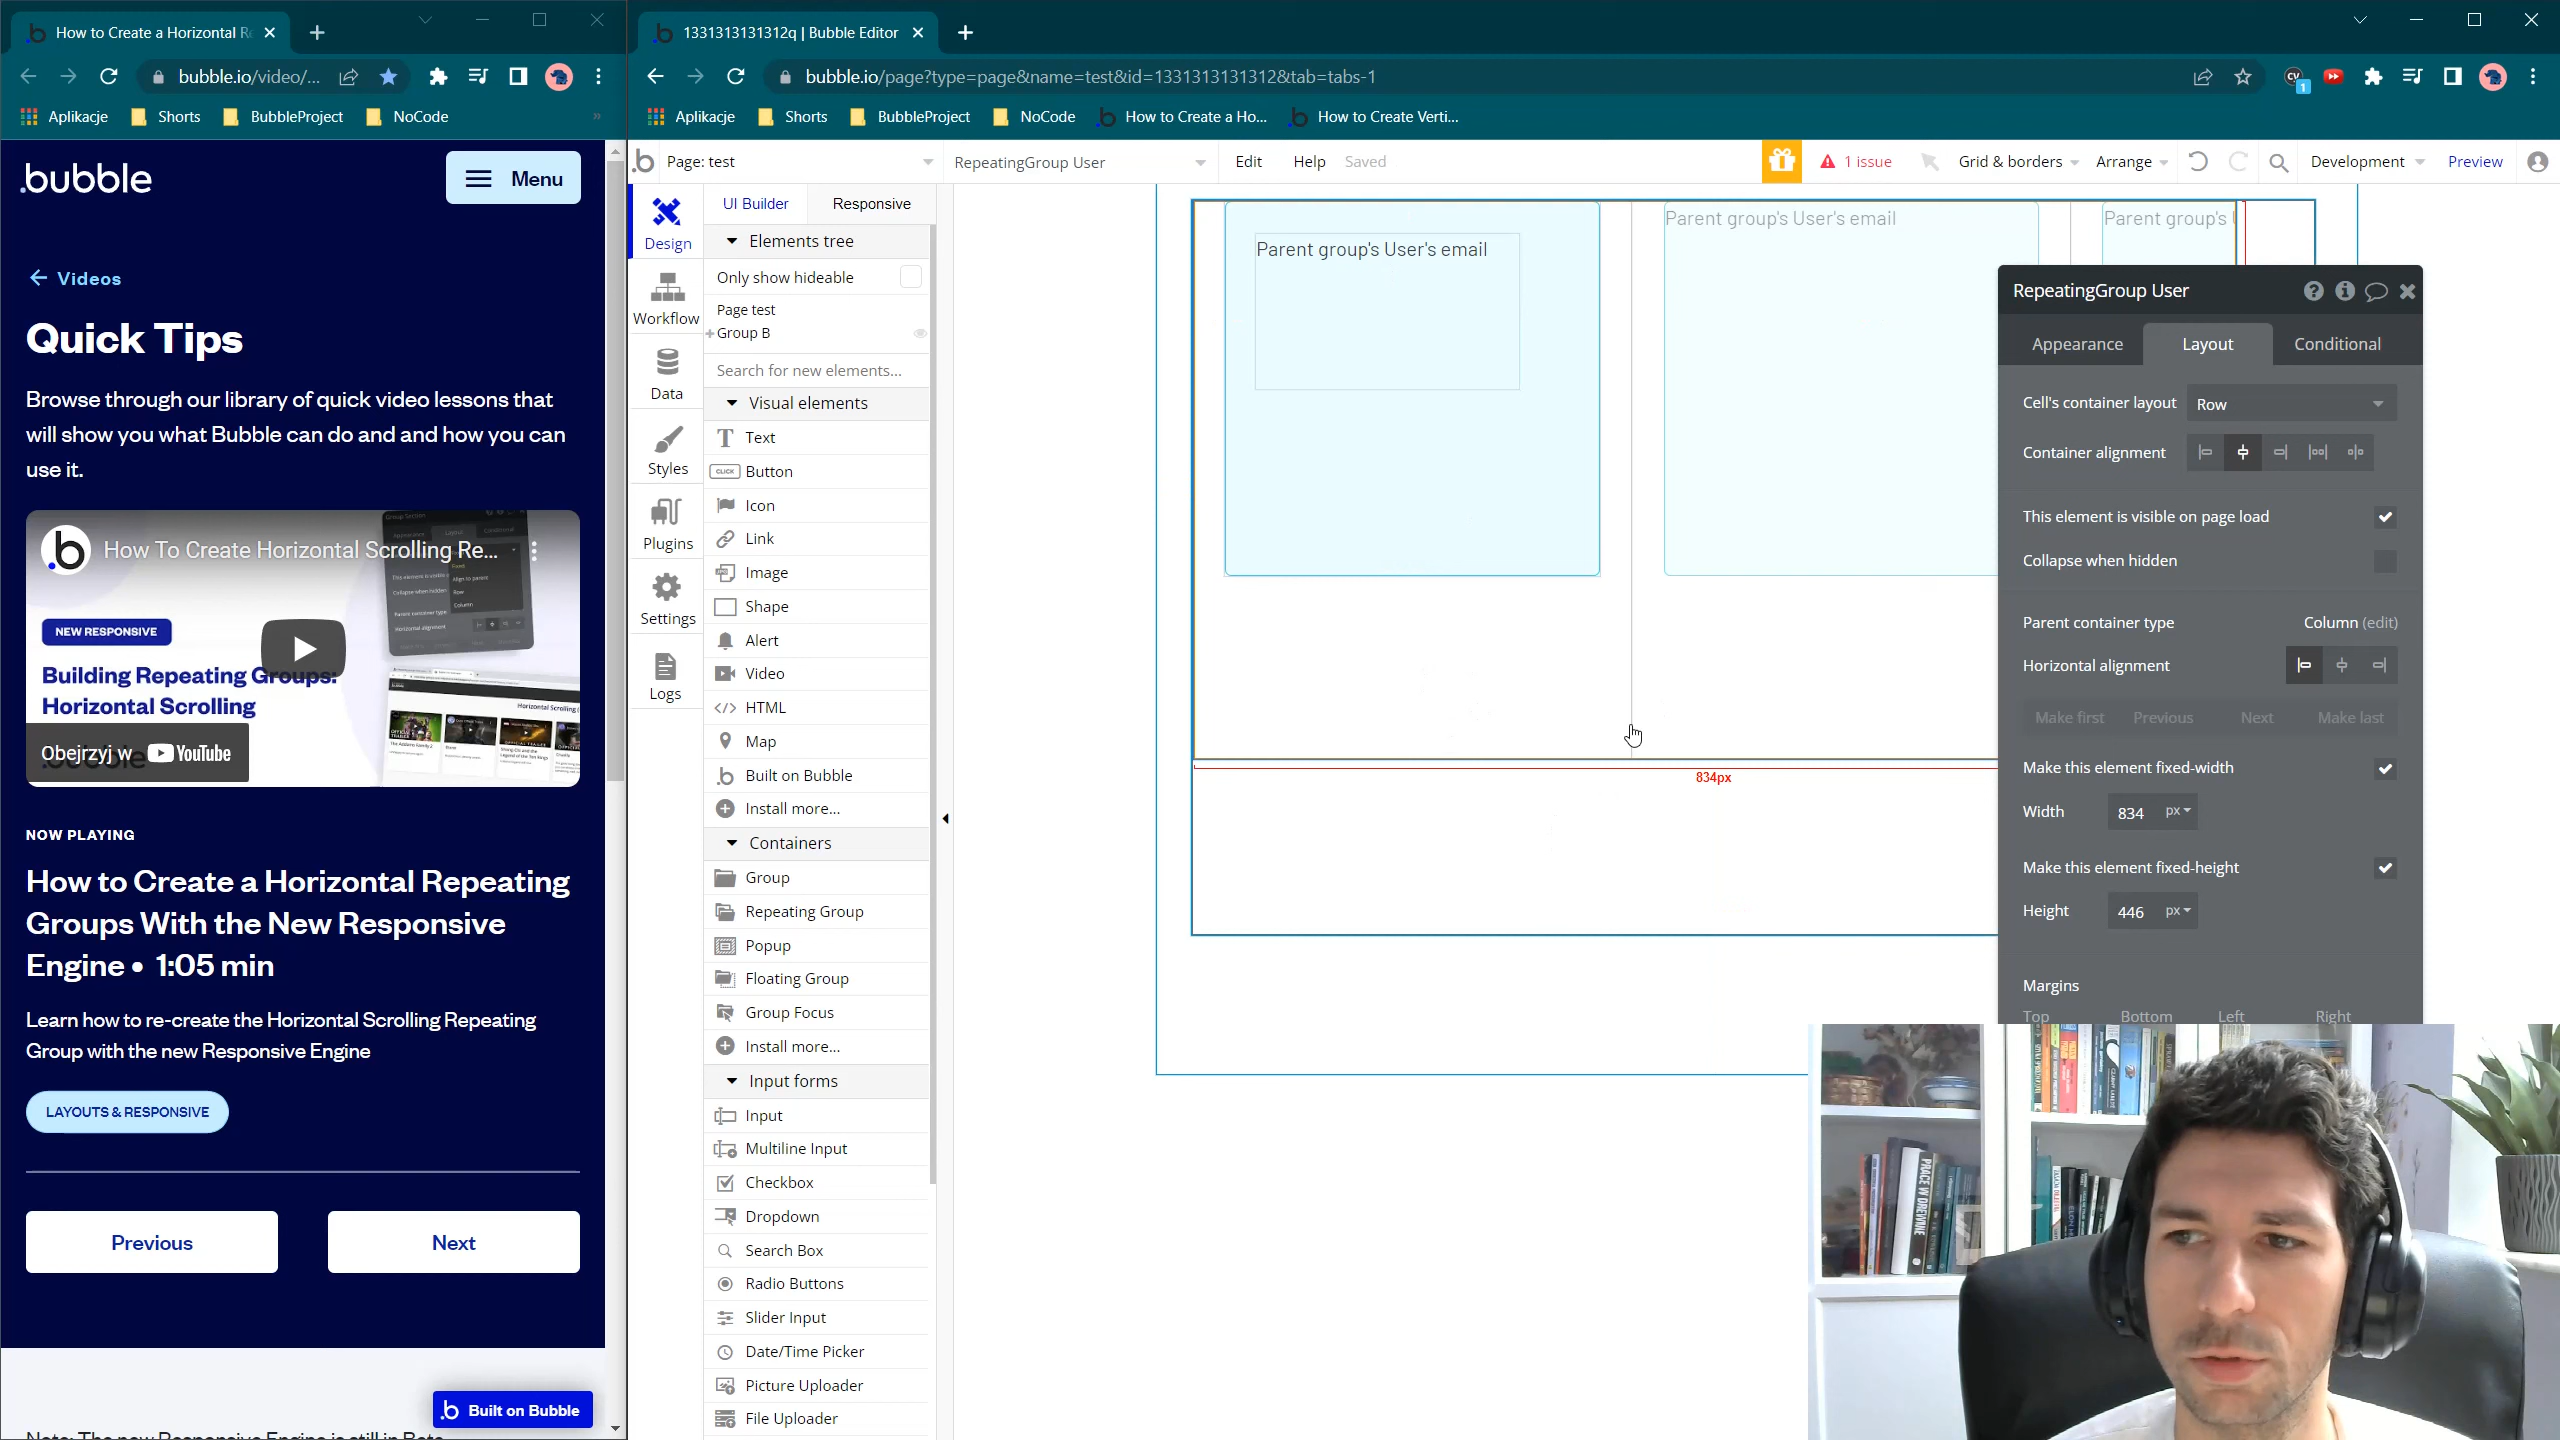 How to Create a Horizontal R
bubble.io/video/...
Aplikacje
Shorts
BubbleProject
NoCode
»
.bubble
Menu
Videos
Quick Tips
Browse through our library of quick video lessons that
will show you what Bubble can do and and how you can
use it.
How To Create Horizontal Scrolling Re...
NEW RESPONSIVE
Building Repeating Groups:
Horizontal Scrolling
Obejrzyj w YouTube
NOW PLAYING
How to Create a Horizontal Repeating
Groups With the New Responsive
Engine • 1:05 min
Learn how to re-create the Horizontal Scrolling Repeating
Group with the new Responsive Engine
LAYOUTS & RESPONSIVE
Previous
Next
Built on Bubble
1331313131312q | Bubble Editor
bubble.io/page?type=page&name=test&id=1331313131312&tab=tabs-1
1
Aplikacje
Shorts
BubbleProject
NoCode
How to Create a Ho...
How to Create Verti...
Page: test
RepeatingGroup User
Edit
Help
Saved
1 issue
Grid & borders
Arrange
Development
Preview
Design
Workflow
Data
Styles
Plugins
Settings
Logs
UI Builder
Responsive
Elements tree
Only show hideable
Page test
Group B
Search for new elements...
Visual elements
Text
CLICK
Button
Icon
Link
Image
Shape
Alert
Video
HTML
Map
Built on Bubble
Install more...
Containers
Group
Repeating Group
Popup
Floating Group
Group Focus
Install more...
Input forms
Input
Multiline Input
Checkbox
Dropdown
Search Box
Radio Buttons
Slider Input
Date/Time Picker
Picture Uploader
File Uploader
Parent group's User's email
Parent group's User's email
Parent group's U
834px
RepeatingGroup User
Appearance
Layout
Conditional
Cell's container layout
Row
Container alignment
This element is visible on page load
Collapse when hidden
Parent container type
Column (edit)
Horizontal alignment
Make first
Previous
Next
Make last
Make this element fixed-width
Width
834 px
Make this element fixed-height
Height
446 px
Margins
Top
Bottom
Left
Right
PRACE W DREWNIE